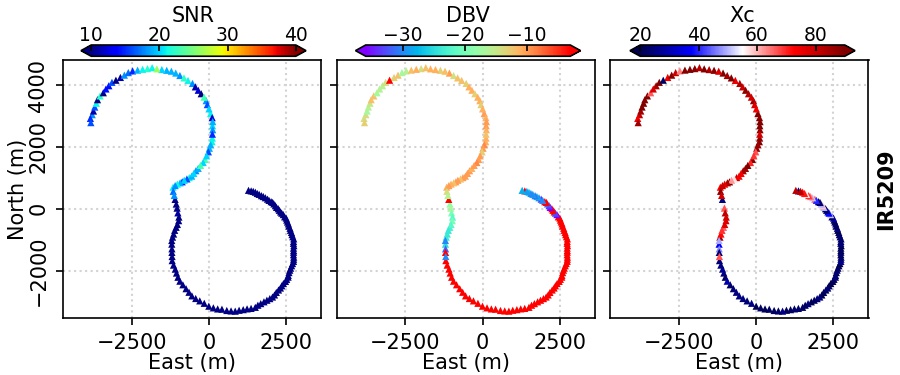 SNR DBV Xc
10 20 30 40 −30 −20 −10 20 40 60 80
4000
2000
0
−2000
North (m)
IR5209
−2500 0 2500 −2500 0 2500 −2500 0 2500
East (m) East (m) East (m)